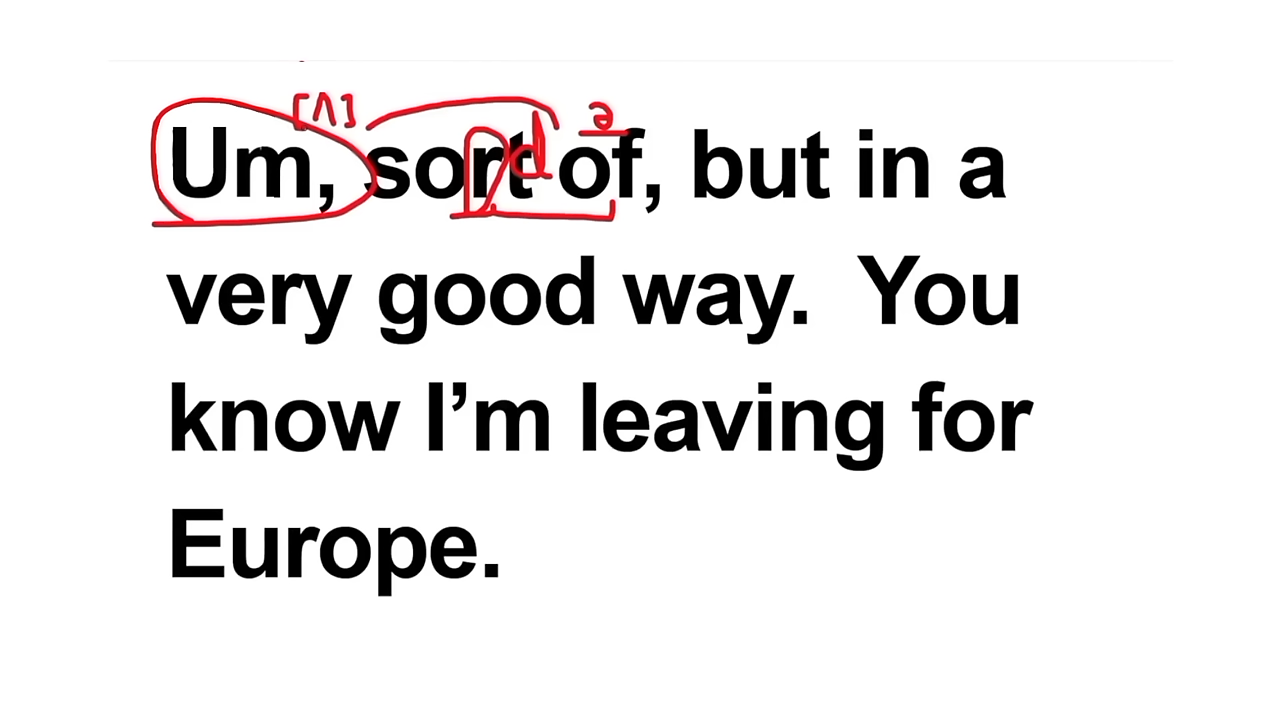 [ʌ] d ə
Um, sort of, but in a
very good way. You
know I’m leaving for
Europe.